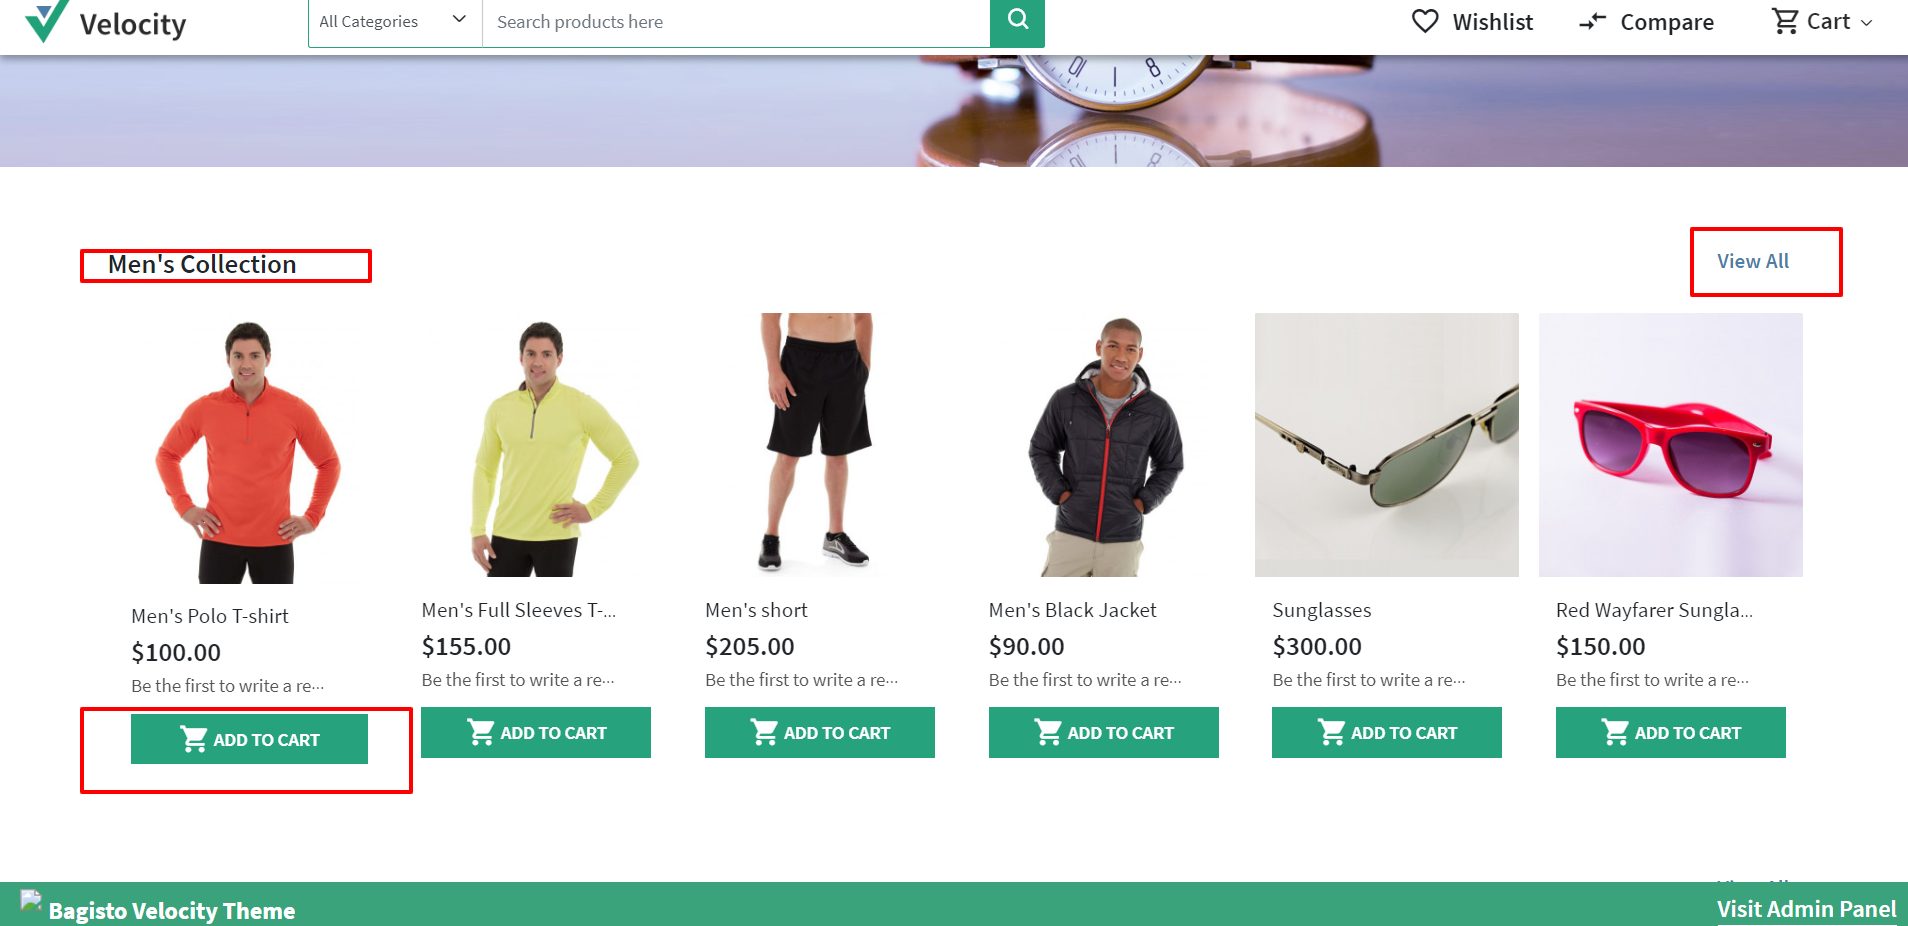 Velocity
All Categories
Search products here
Wishlist
Compare
Cart
10
8
Men's Collection
View All
Men's Polo T-shirt
$100.00
Be the first to write a re...
ADD TO CART
Men's Full Sleeves T-...
$155.00
Be the first to write a re...
ADD TO CART
Men's short
$205.00
Be the first to write a re...
ADD TO CART
Men's Black Jacket
$90.00
Be the first to write a re...
ADD TO CART
Sunglasses
$300.00
Be the first to write a re...
ADD TO CART
Red Wayfarer Sungla...
$150.00
Be the first to write a re...
ADD TO CART
Bagisto Velocity Theme
Visit Admin Panel